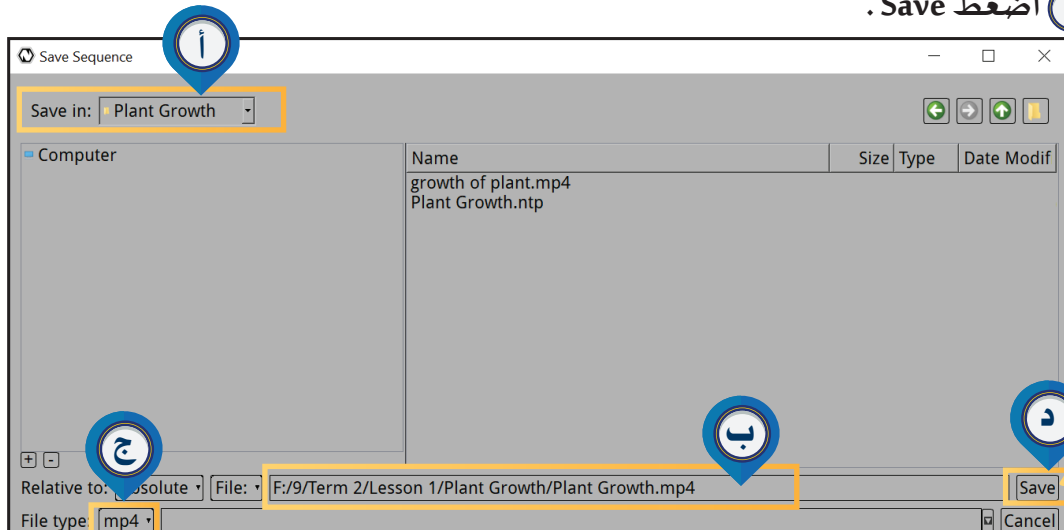 اضغط Save .
أ
Save Sequence
Save in: Plant Growth
Computer
Name Size Type Date Modif
growth of plant.mp4
Plant Growth.ntp
ج
ب
د
+ -
Relative to: File: F:/9/Term 2/Lesson 1/Plant Growth/Plant Growth.mp4 Save
File type: mp4 Cancel